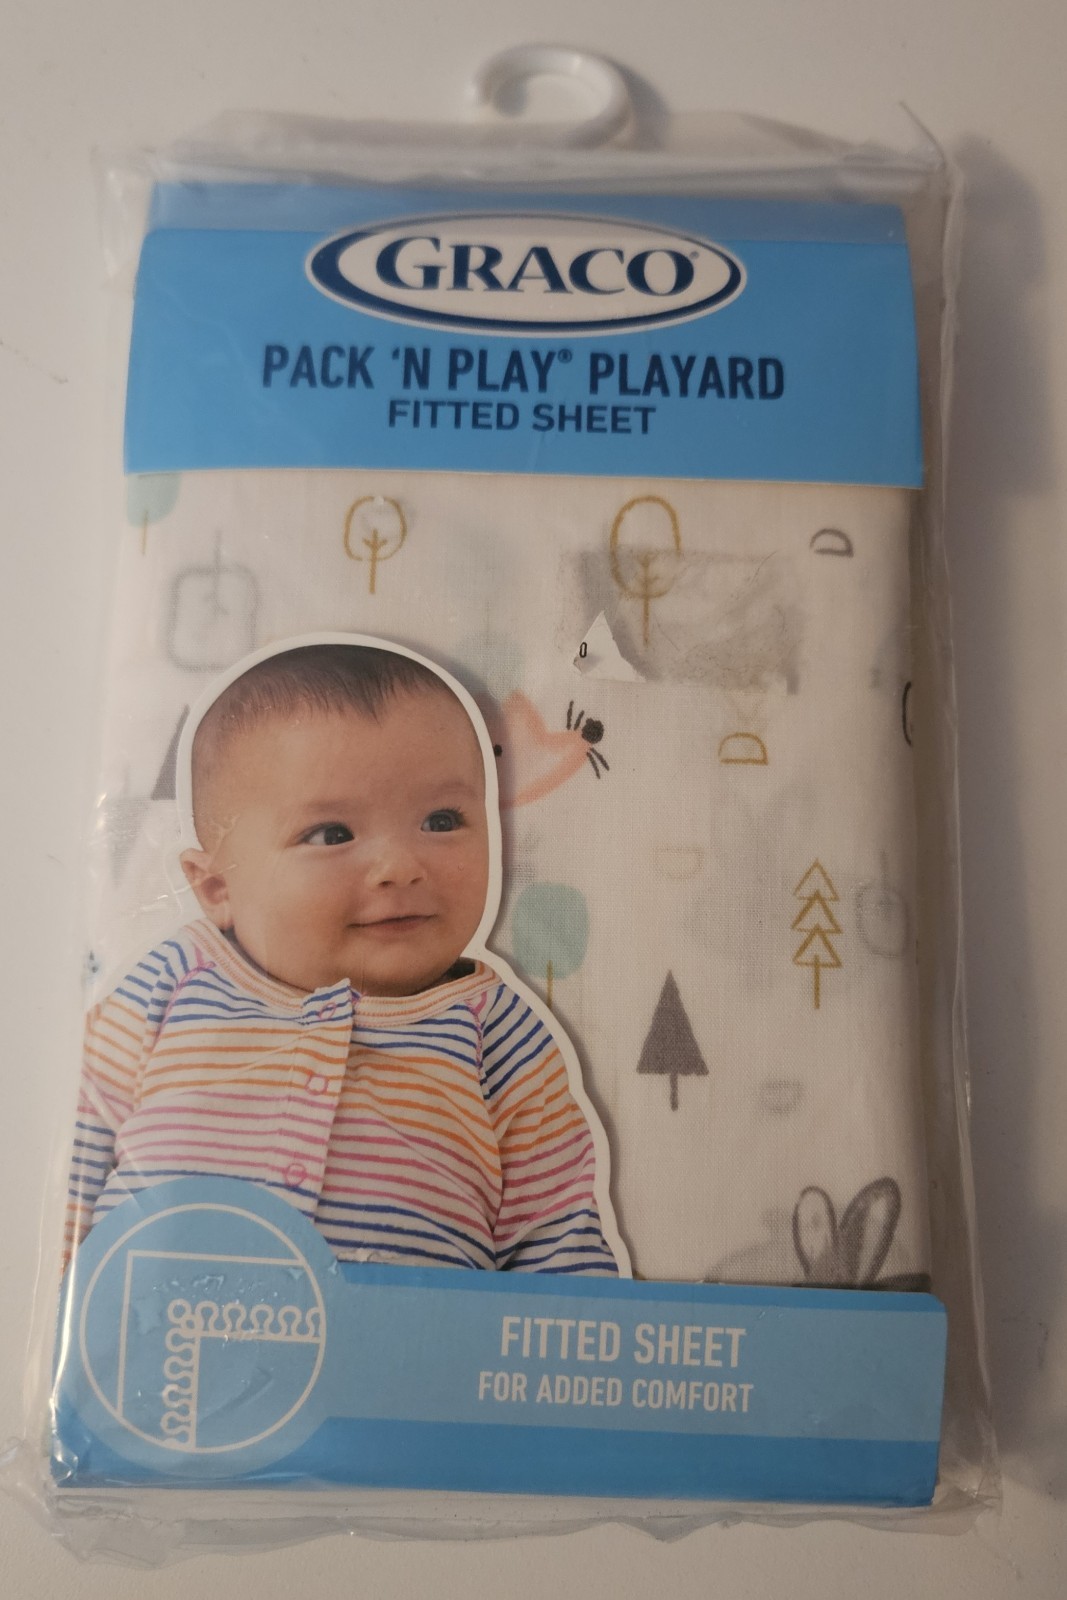 GRACO®
PACK 'N PLAY® PLAYARD
FITTED SHEET
FITTED SHEET
FOR ADDED COMFORT